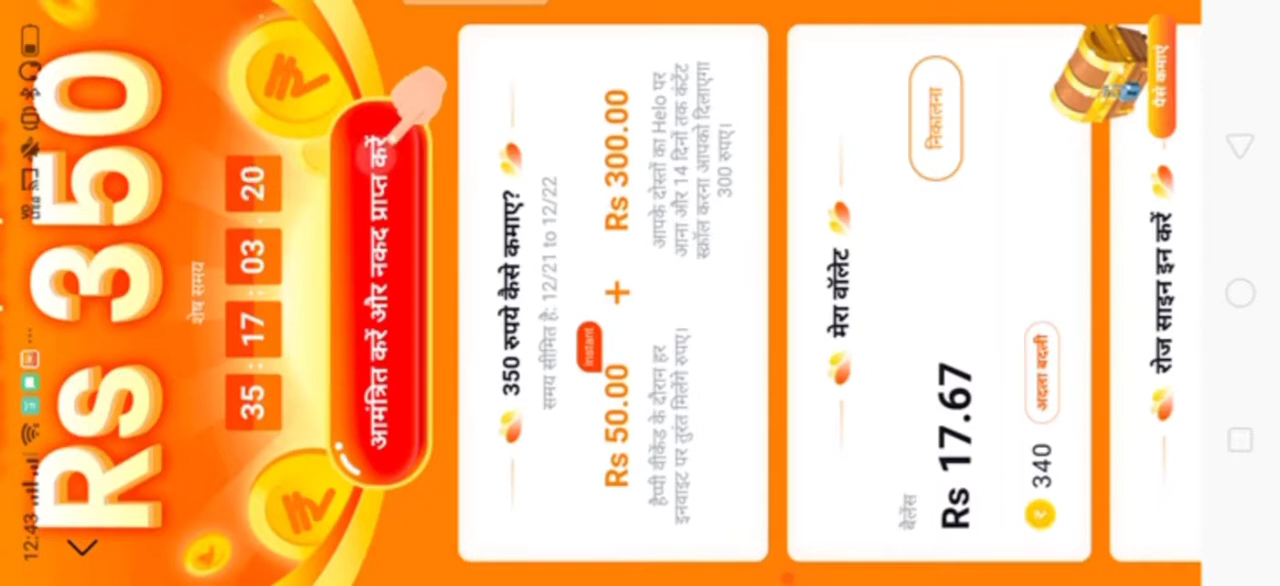 12:43
Rs 350
शेष समय
35 : 17 : 03 : 20
आमंत्रित करें और नकद प्राप्त करें
350 रुपये कैसे कमाए?
समय सीमित है: 12/21 to 12/22
Instant
Rs 50.00 + Rs 300.00
हैप्पी वीकेंड के दौरान हर
इनवाइट पर तुरंत मिलेंगे रुपए।
आपके दोस्तों का Helo पर
आना और 14 दिनों तक कंटेंट
स्क्रॉल करना आपको दिलाएगा
300 रुपए।
मेरा वॉलेट
बैलेंस
Rs 17.67
निकालना
340 अदला बदली
रोज साइन इन करें
पैसे कमाएं